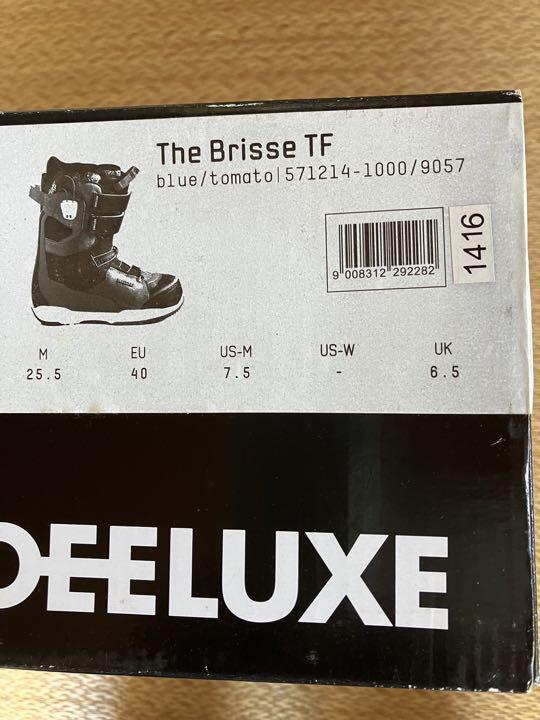 The Brisse TF
blue/tomato|571214-1000/9057
9 008312 292282
1416
M EU US-M US-W UK
25.5 40 7.5 - 6.5
DEELUXE